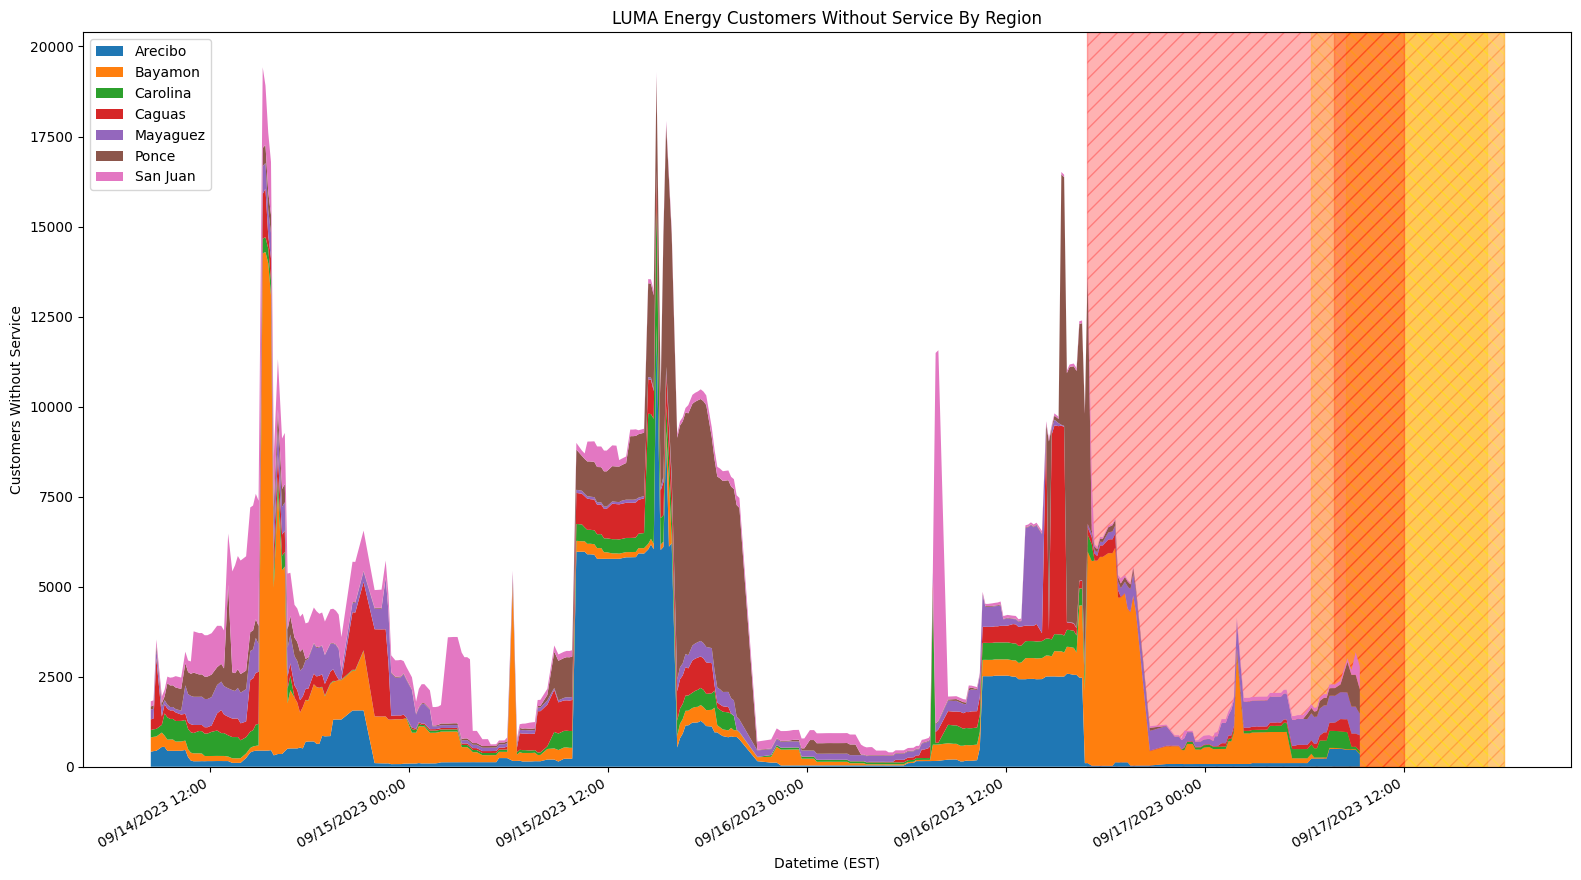 LUMA Energy Customers Without Service By Region
Arecibo
Bayamon
Carolina
Caguas
Mayaguez
Ponce
San Juan
20000
17500
15000
12500
10000
7500
5000
2500
0
Customers Without Service
09/14/2023 12:00
09/15/2023 00:00
09/15/2023 12:00
09/16/2023 00:00
09/16/2023 12:00
09/17/2023 00:00
09/17/2023 12:00
Datetime (EST)